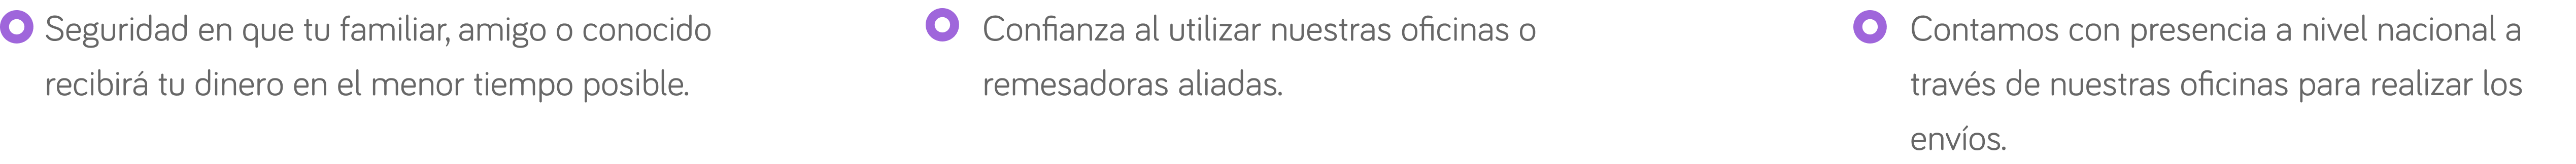 Seguridad en que tu familiar, amigo o conocido
recibirá tu dinero en el menor tiempo posible.
Confianza al utilizar nuestras oficinas o
remesadoras aliadas.
Contamos con presencia a nivel nacional a
través de nuestras oficinas para realizar los
envíos.